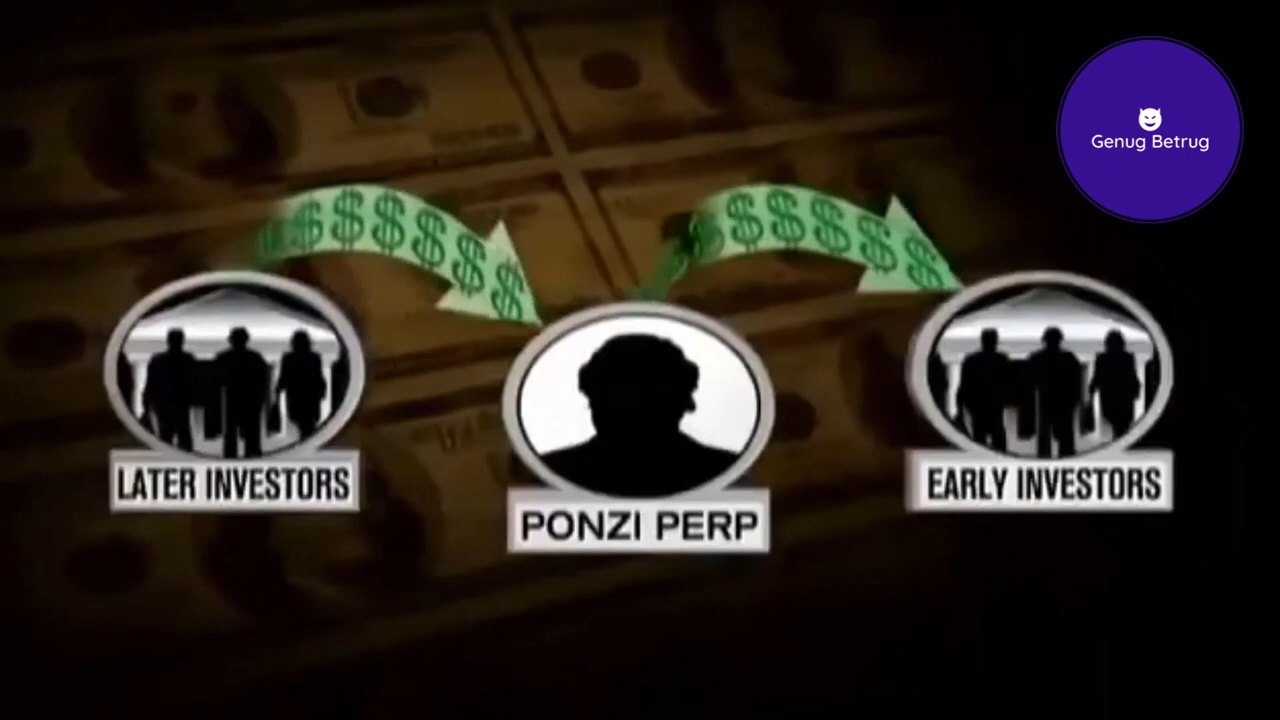 Genug Betrug
LATER INVESTORS
PONZI PERP
EARLY INVESTORS